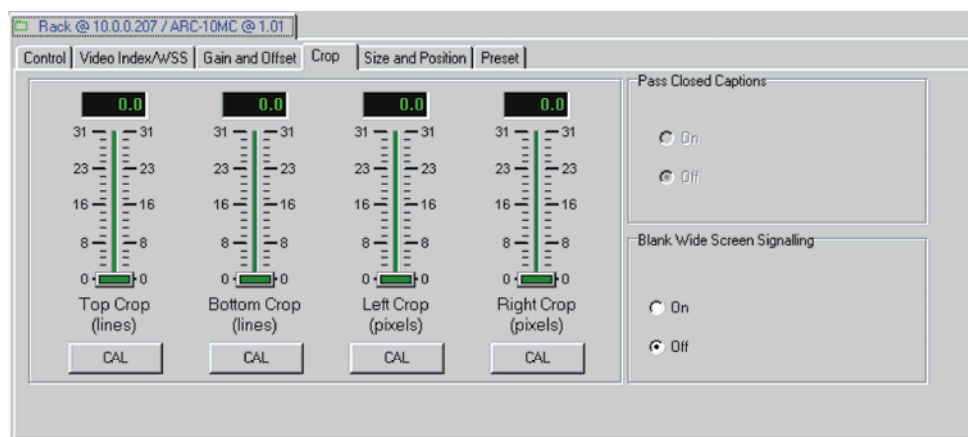 Rack @ 10.0.0.207 / ARC-10MC @ 1.01
Control Video Index/WSS Gain and Offset Crop Size and Position Preset
0.0 0.0 0.0 0.0
31 31 31 31 31 31 31 31
23 23 23 23 23 23 23 23
16 16 16 16 16 16 16 16
8 8 8 8 8 8 8 8
0 0 0 0 0 0 0 0
Top Crop Bottom Crop Left Crop Right Crop
(lines) (lines) (pixels) (pixels)
CAL CAL CAL CAL
Pass Closed Captions
On
Off
Blank Wide Screen Signalling
On
Off